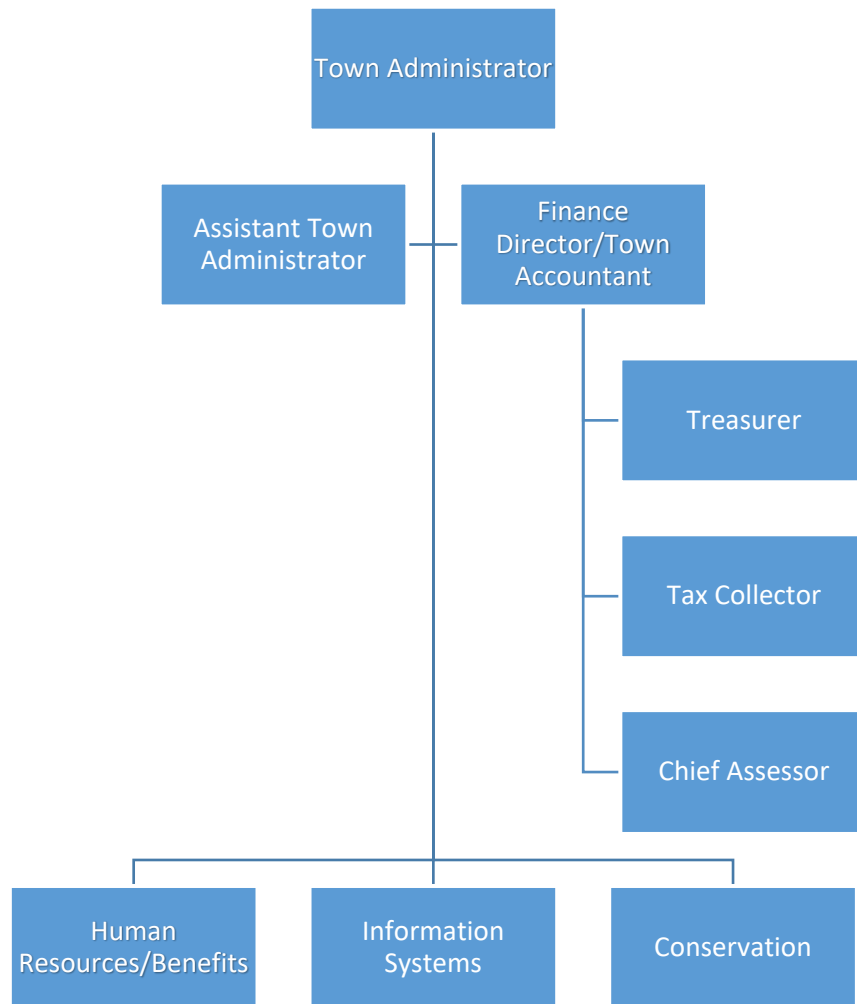 Town Administrator
Assistant Town
Administrator
Finance
Director/Town
Accountant
Treasurer
Tax Collector
Chief Assessor
Human
Resources/Benefits
Information
Systems
Conservation